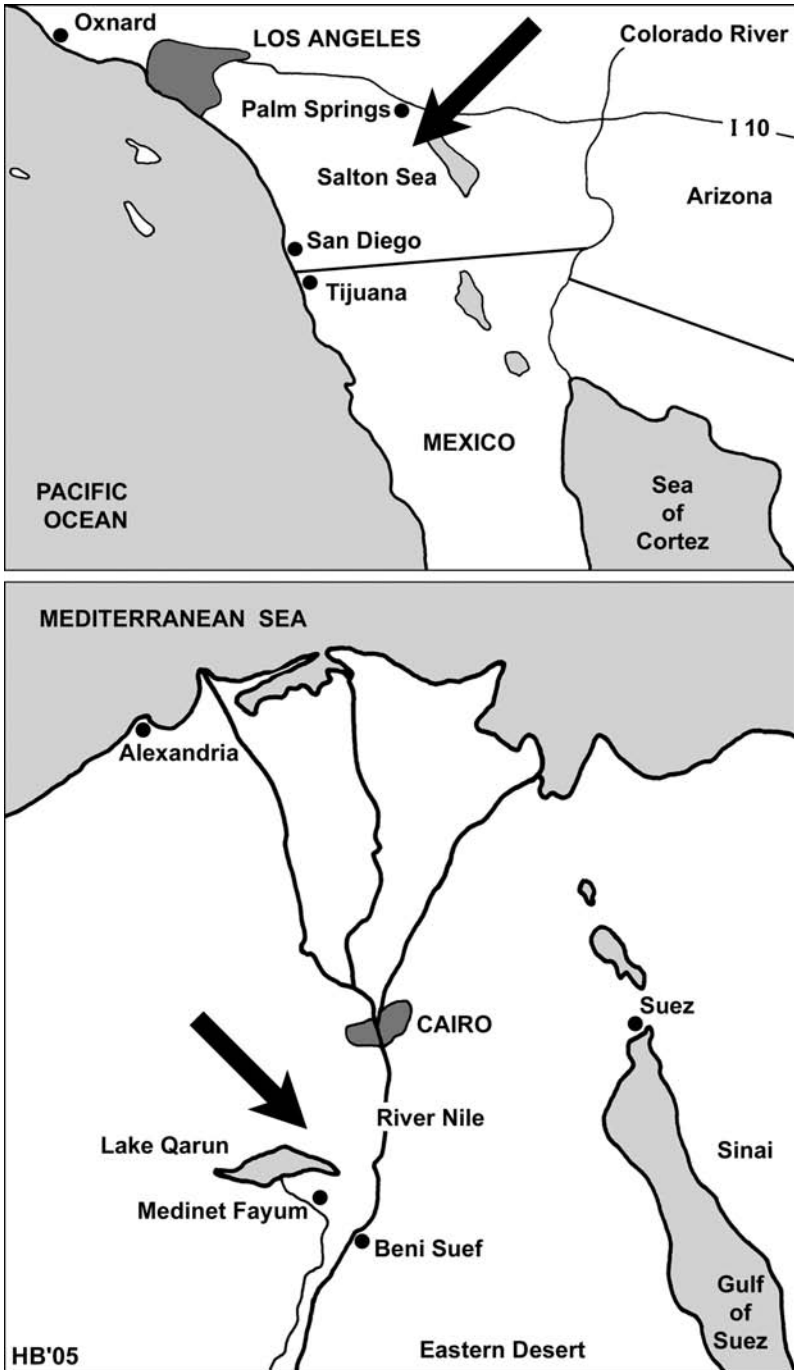 Oxnard
LOS ANGELES
Colorado River
Palm Springs
I 10
Salton Sea
Arizona
San Diego
Tijuana
MEXICO
PACIFIC
OCEAN
Sea
of
Cortez
MEDITERRANEAN SEA
Alexandria
CAIRO
Suez
River Nile
Lake Qarun
Sinai
Medinet Fayum
Beni Suef
Gulf
of
Suez
HB'05
Eastern Desert